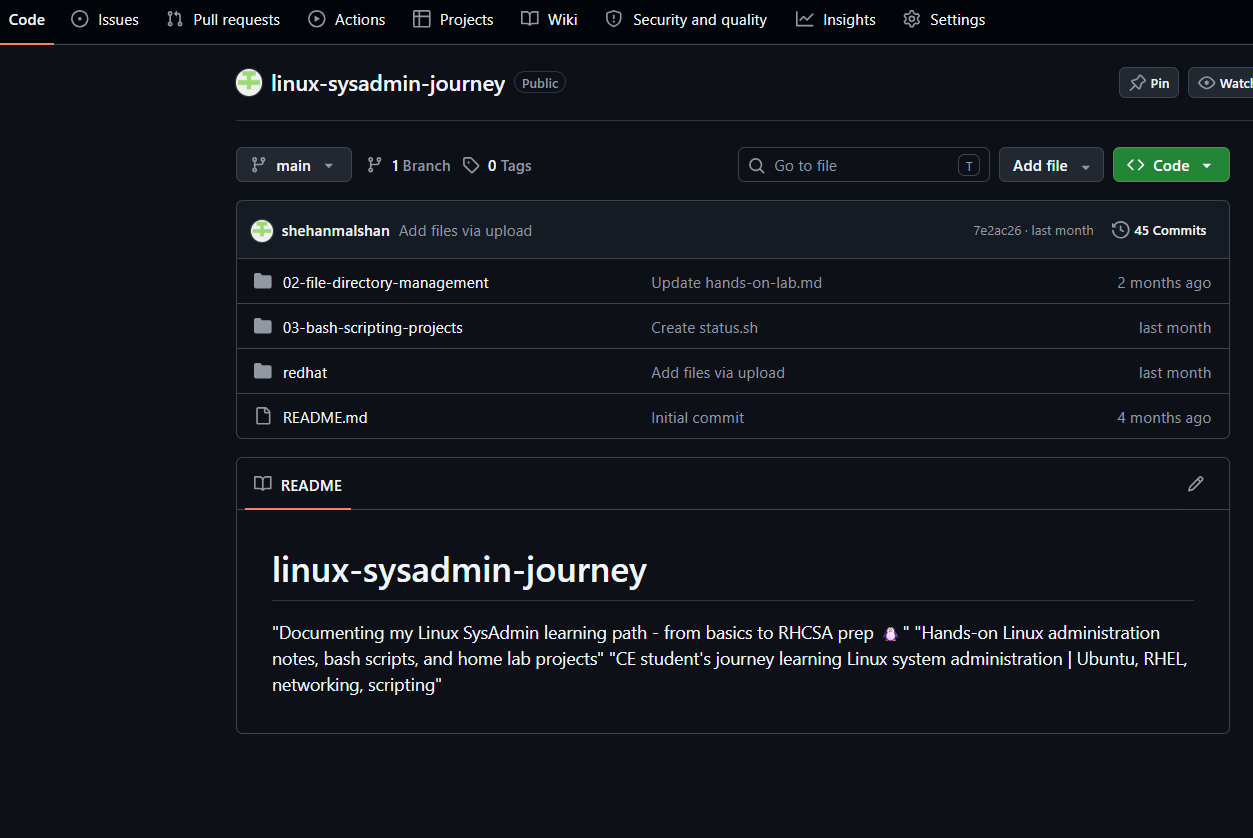 Code Issues Pull requests Actions Projects Wiki Security and quality Insights Settings
linux-sysadmin-journey Public Pin Watch
main 1 Branch 0 Tags Go to file T Add file Code
shehanmalshan Add files via upload 7e2ac26 · last month 45 Commits
02-file-directory-management Update hands-on-lab.md 2 months ago
03-bash-scripting-projects Create status.sh last month
redhat Add files via upload last month
README.md Initial commit 4 months ago
README
linux-sysadmin-journey
"Documenting my Linux SysAdmin learning path - from basics to RHCSA prep 🐧 " "Hands-on Linux administration
notes, bash scripts, and home lab projects" "CE student's journey learning Linux system administration | Ubuntu, RHEL,
networking, scripting"